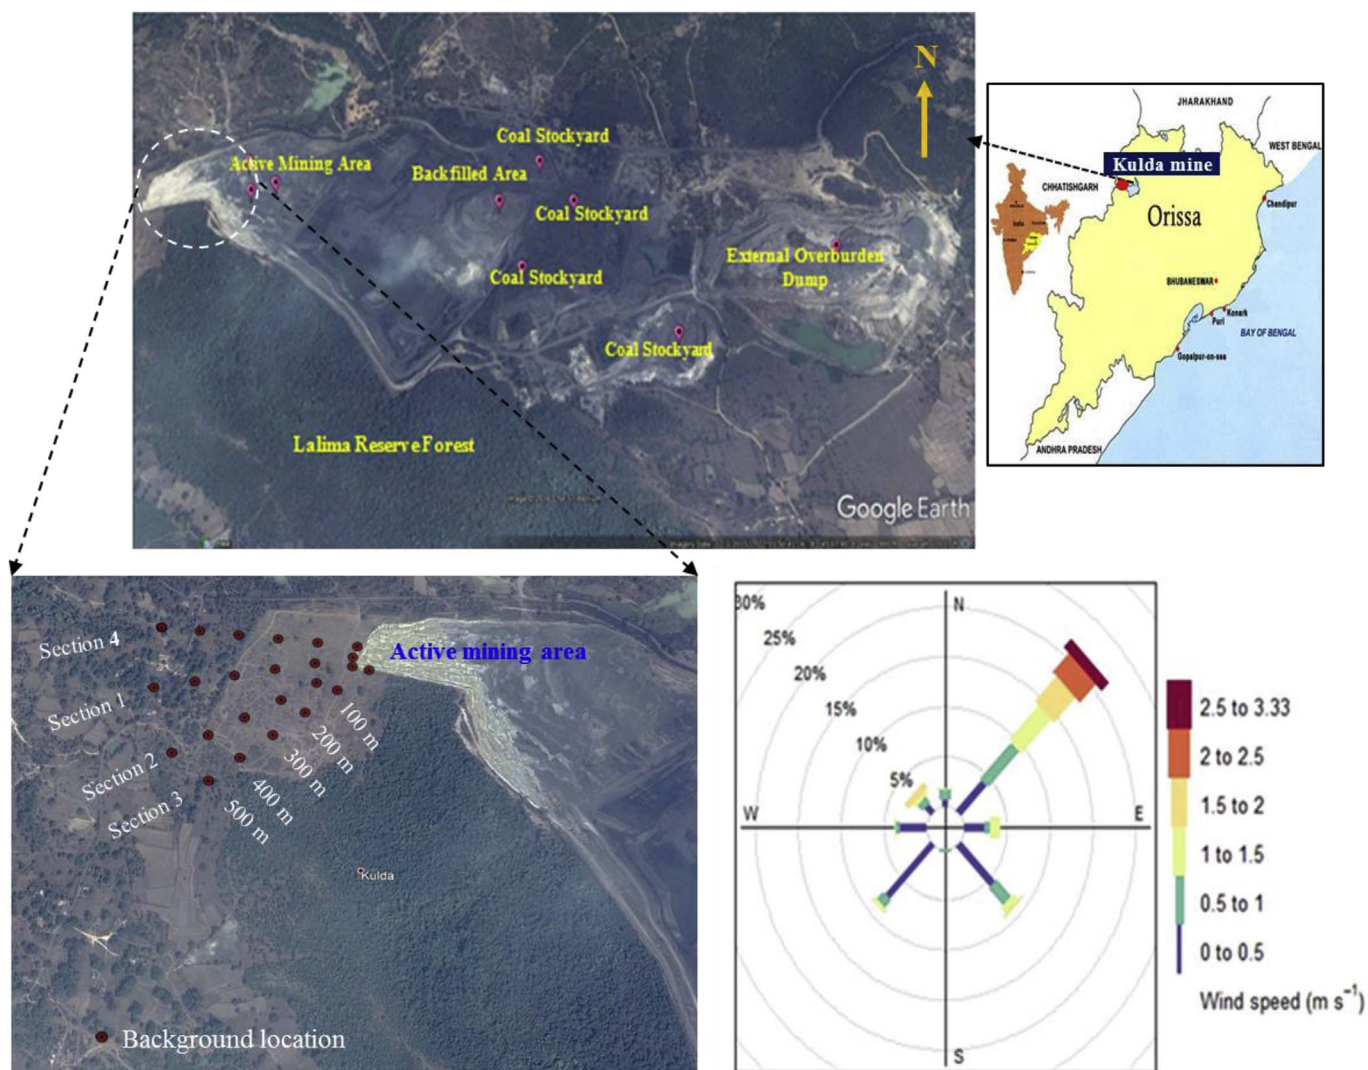 N
Coal Stockyard
Active Mining Area
Backfilled Area
Coal Stockyard
External Overburden
Dump
Coal Stockyard
Coal Stockyard
Lalima Reserve Forest
Google Earth
JHARKHAND
WEST BENGAL
Kulda mine
CHHATISHGARH
Chandipur
India
Orissa
BHUBANESWAR
Konark
Puri
BAY OF BENGAL
Gopalpur-on-sea
ANDHRA PRADESH
Section 4
Active mining area
Section 1
100 m
200 m
Section 2
300 m
400 m
Section 3
500 m
Kulda
Background location
30%
N
25%
20%
15%
10%
5%
W
E
S
2.5 to 3.33
2 to 2.5
1.5 to 2
1 to 1.5
0.5 to 1
0 to 0.5
Wind speed (m s⁻¹)